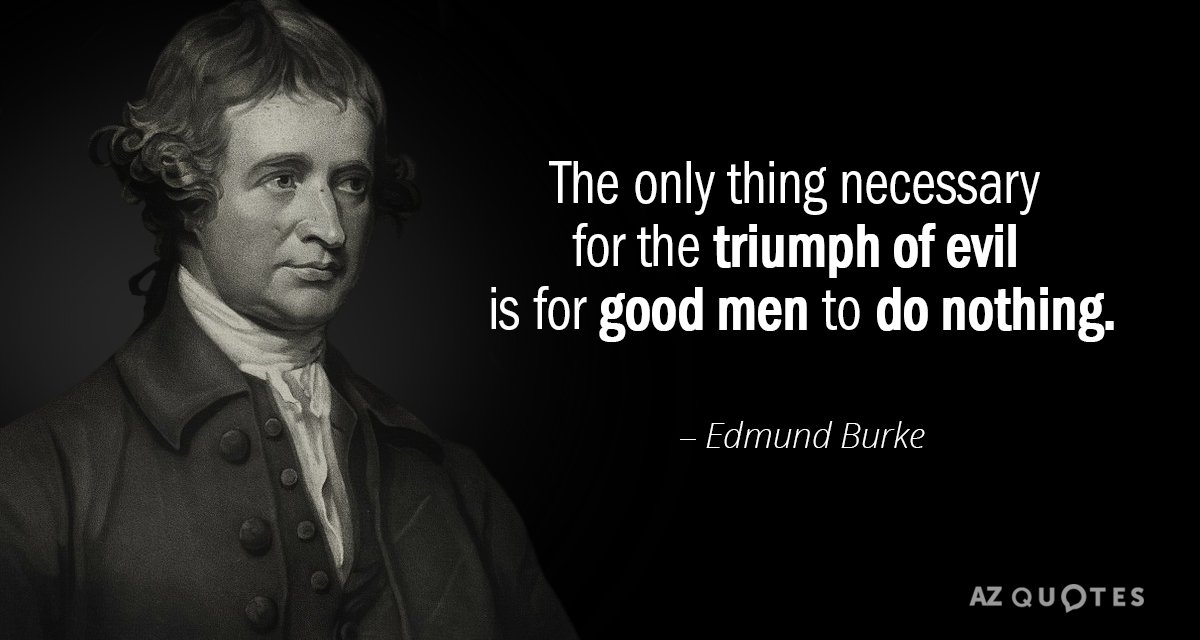 The only thing necessary
for the triumph of evil
is for good men to do nothing.
– Edmund Burke
AZ QUOTES